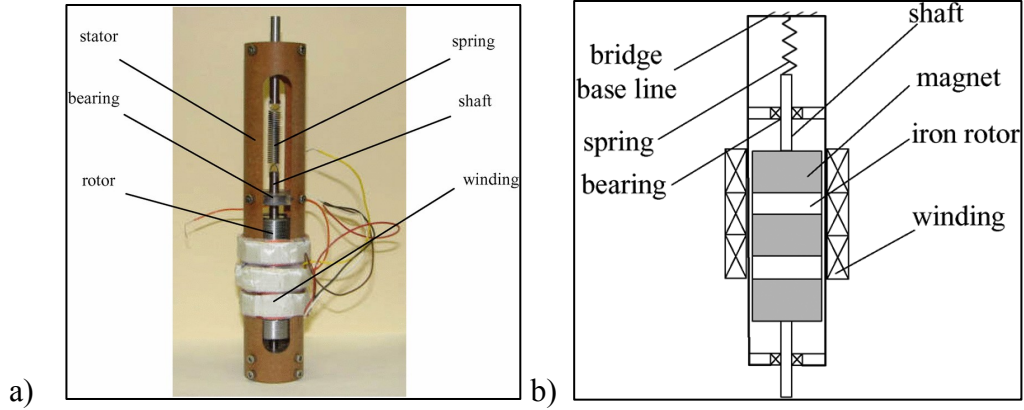 stator
spring
bearing
shaft
rotor
winding
a)
shaft
bridge
base line
magnet
spring
iron rotor
bearing
winding
b)